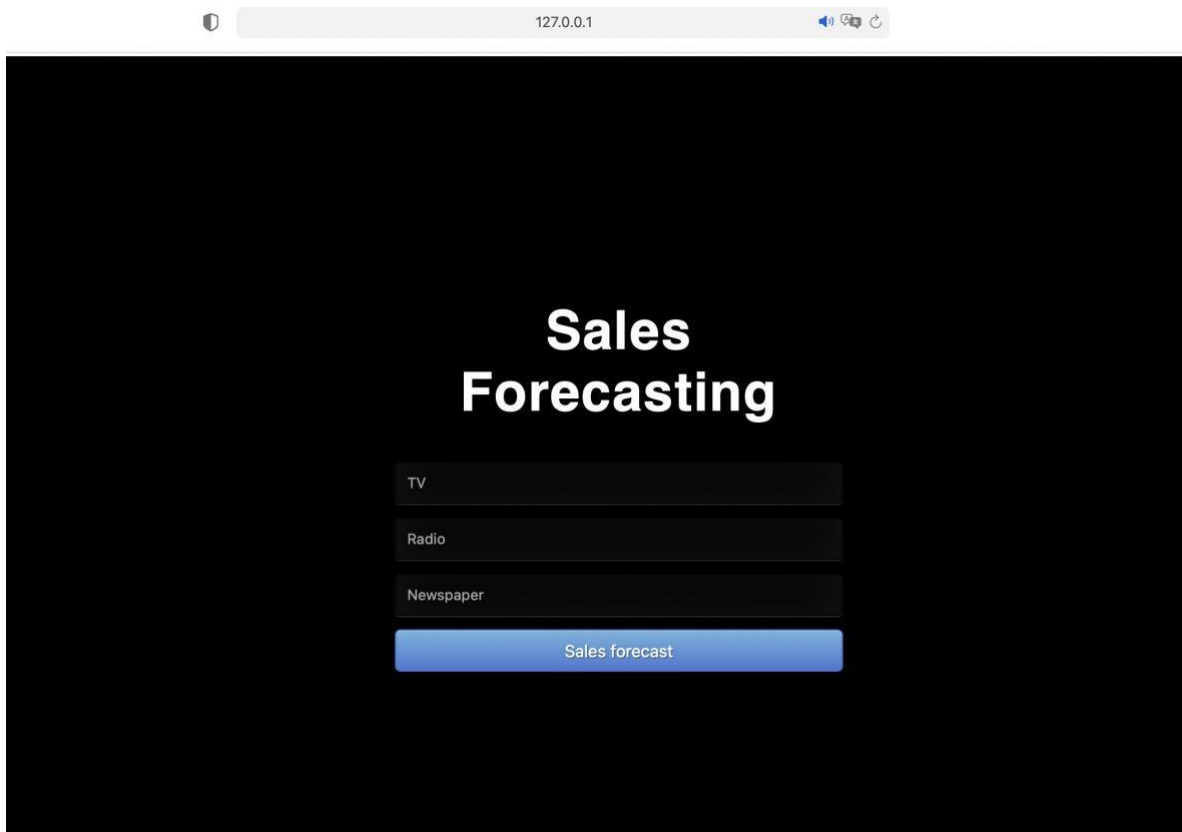 127.0.0.1
Sales
Forecasting
TV
Radio
Newspaper
Sales forecast